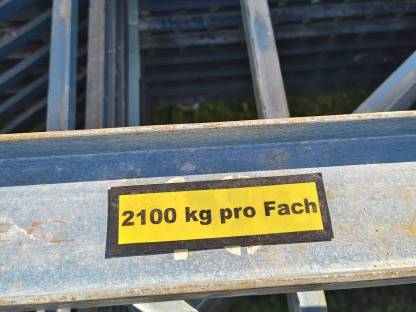 2100 kg pro Fach